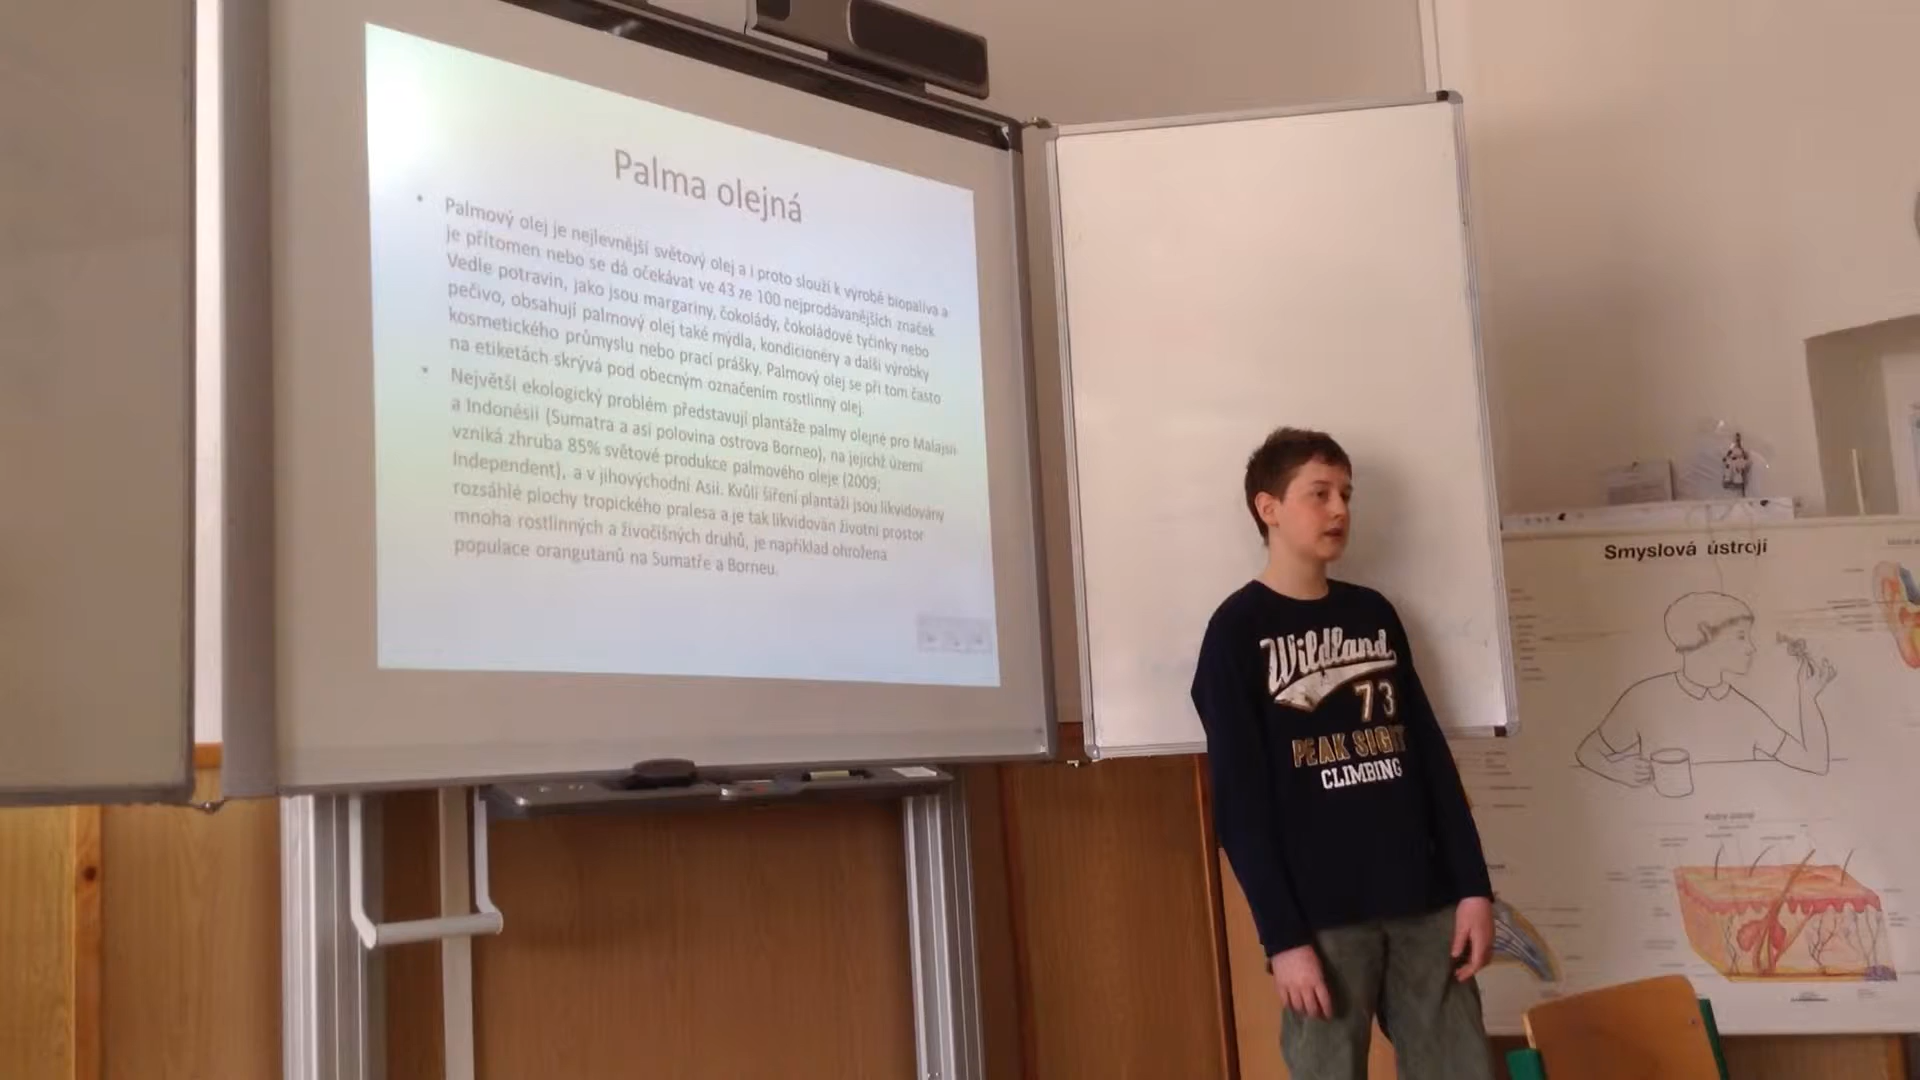 Palma olejná
• Palmový olej je nejlevnější světový olej a i proto slouží k výrobě biopaliva a
je přítomen nebo se dá očekávat ve 43 ze 100 nejprodávanějších značek
Vedle potravin, jako jsou margariny, čokolády, čokoládové tyčinky nebo
pečivo, obsahují palmový olej také mýdla, kondicionéry a další výrobky
kosmetického průmyslu nebo prací prášky. Palmový olej se při tom často
na etiketách skrývá pod obecným označením rostlinný olej.
• Největší ekologický problém představují plantáže palmy olejné pro Malajsii
a Indonésii (Sumatra a asi polovina ostrova Borneo), na jejichž území
vzniká zhruba 85% světové produkce palmového oleje (2009;
Independent), a v jihovýchodní Asii. Kvůli šíření plantáží jsou likvidovány
rozsáhlé plochy tropického pralesa a je tak likvidován životní prostor
mnoha rostlinných a živočišných druhů, je například ohrožena
populace orangutanů na Sumatře a Borneu.
Wildland
73
PEAK SIGHT
CLIMBING
Smyslová ústrojí